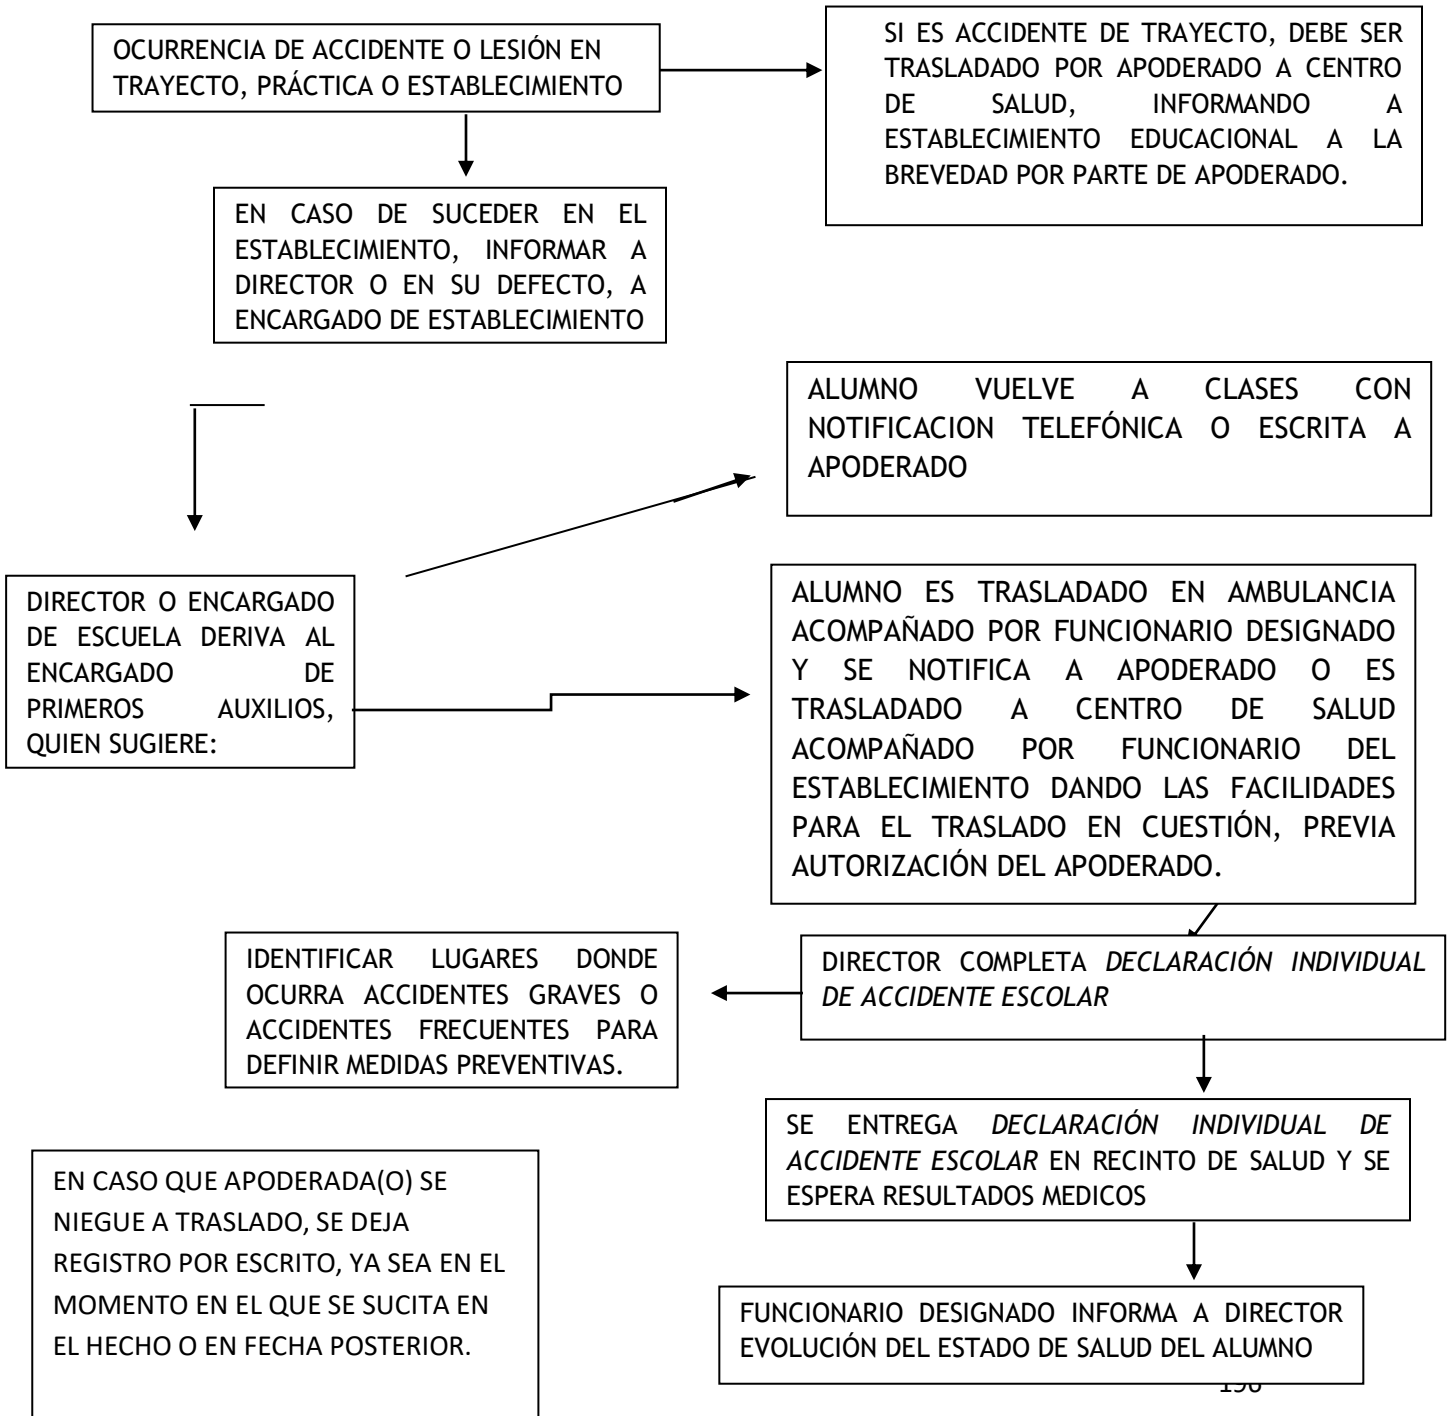 OCURRENCIA DE ACCIDENTE O LESIÓN EN
TRAYECTO, PRÁCTICA O ESTABLECIMIENTO
SI ES ACCIDENTE DE TRAYECTO, DEBE SER
TRASLADADO POR APODERADO A CENTRO
DE SALUD, INFORMANDO A
ESTABLECIMIENTO EDUCACIONAL A LA
BREVEDAD POR PARTE DE APODERADO.
EN CASO DE SUCEDER EN EL
ESTABLECIMIENTO, INFORMAR A
DIRECTOR O EN SU DEFECTO, A
ENCARGADO DE ESTABLECIMIENTO
ALUMNO VUELVE A CLASES CON
NOTIFICACION TELEFÓNICA O ESCRITA A
APODERADO
DIRECTOR O ENCARGADO
DE ESCUELA DERIVA AL
ENCARGADO DE
PRIMEROS AUXILIOS,
QUIEN SUGIERE:
ALUMNO ES TRASLADADO EN AMBULANCIA
ACOMPAÑADO POR FUNCIONARIO DESIGNADO
Y SE NOTIFICA A APODERADO O ES
TRASLADADO A CENTRO DE SALUD
ACOMPAÑADO POR FUNCIONARIO DEL
ESTABLECIMIENTO DANDO LAS FACILIDADES
PARA EL TRASLADO EN CUESTIÓN, PREVIA
AUTORIZACIÓN DEL APODERADO.
IDENTIFICAR LUGARES DONDE
OCURRA ACCIDENTES GRAVES O
ACCIDENTES FRECUENTES PARA
DEFINIR MEDIDAS PREVENTIVAS.
DIRECTOR COMPLETA DECLARACIÓN INDIVIDUAL
DE ACCIDENTE ESCOLAR
SE ENTREGA DECLARACIÓN INDIVIDUAL DE
ACCIDENTE ESCOLAR EN RECINTO DE SALUD Y SE
ESPERA RESULTADOS MEDICOS
EN CASO QUE APODERADA(O) SE
NIEGUE A TRASLADO, SE DEJA
REGISTRO POR ESCRITO, YA SEA EN EL
MOMENTO EN EL QUE SE SUCITA EN
EL HECHO O EN FECHA POSTERIOR.
FUNCIONARIO DESIGNADO INFORMA A DIRECTOR
EVOLUCIÓN DEL ESTADO DE SALUD DEL ALUMNO